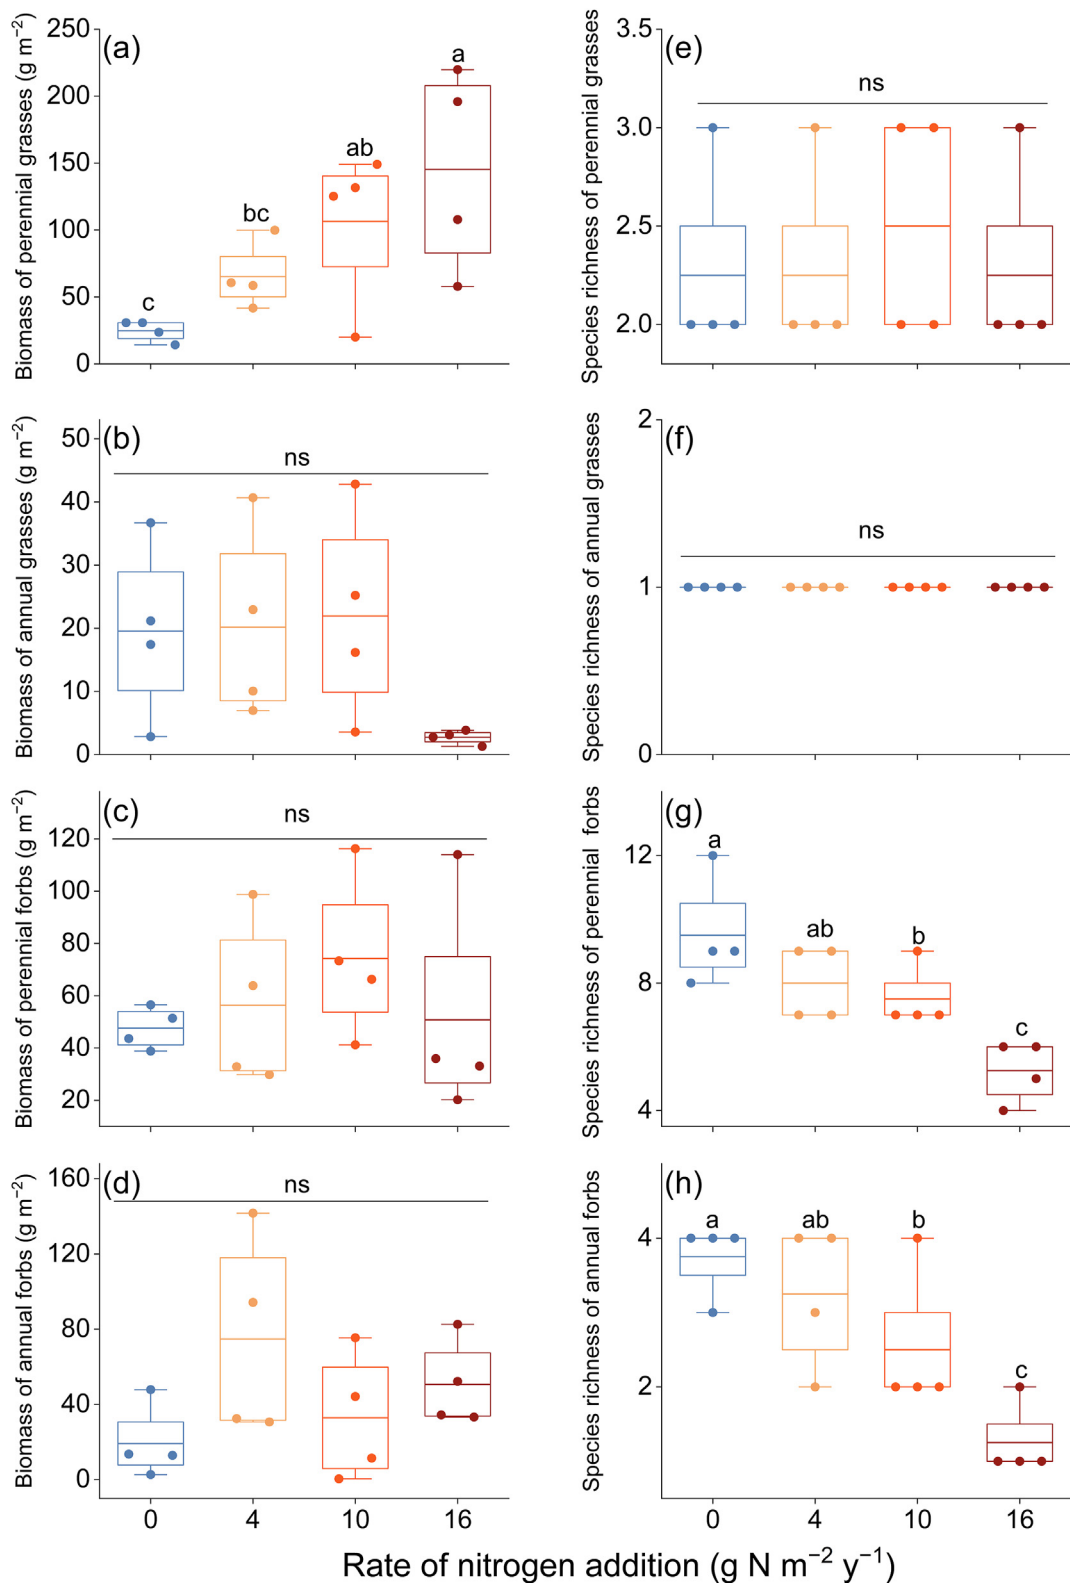 (a)
Biomass of perennial grasses (g m⁻²)
250
200
150
100
50
0
c
bc
ab
a
0
4
10
16
(e)
Species richness of perennial grasses
3.5
3.0
2.5
2.0
ns
(b)
Biomass of annual grasses (g m⁻²)
50
40
30
20
10
0
ns
(f)
Species richness of annual grasses
2
1
0
ns
(c)
Biomass of perennial forbs (g m⁻²)
120
100
80
60
40
20
ns
(g)
Species richness of perennial forbs
12
8
4
a
ab
b
c
(d)
Biomass of annual forbs (g m⁻²)
160
120
80
40
0
ns
0
4
10
16
(h)
Species richness of annual forbs
4
2
a
ab
b
c
0
4
10
16
Rate of nitrogen addition (g N m⁻² y⁻¹)